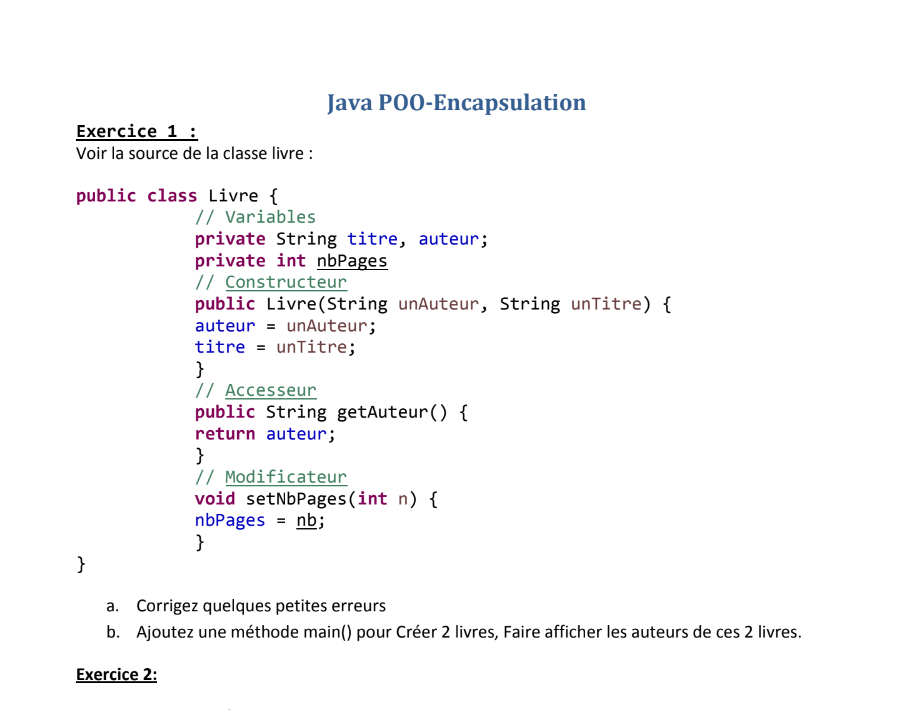 Java POO-Encapsulation
Exercice 1 :
Voir la source de la classe livre :
public class Livre {
// Variables
private String titre, auteur;
private int nbPages
// Constructeur
public Livre(String unAuteur, String unTitre) {
auteur = unAuteur;
titre = unTitre;
}
// Accesseur
public String getAuteur() {
return auteur;
}
// Modificateur
void setNbPages(int n) {
nbPages = nb;
}
}
a. Corrigez quelques petites erreurs
b. Ajoutez une méthode main() pour Créer 2 livres, Faire afficher les auteurs de ces 2 livres.
Exercice 2: